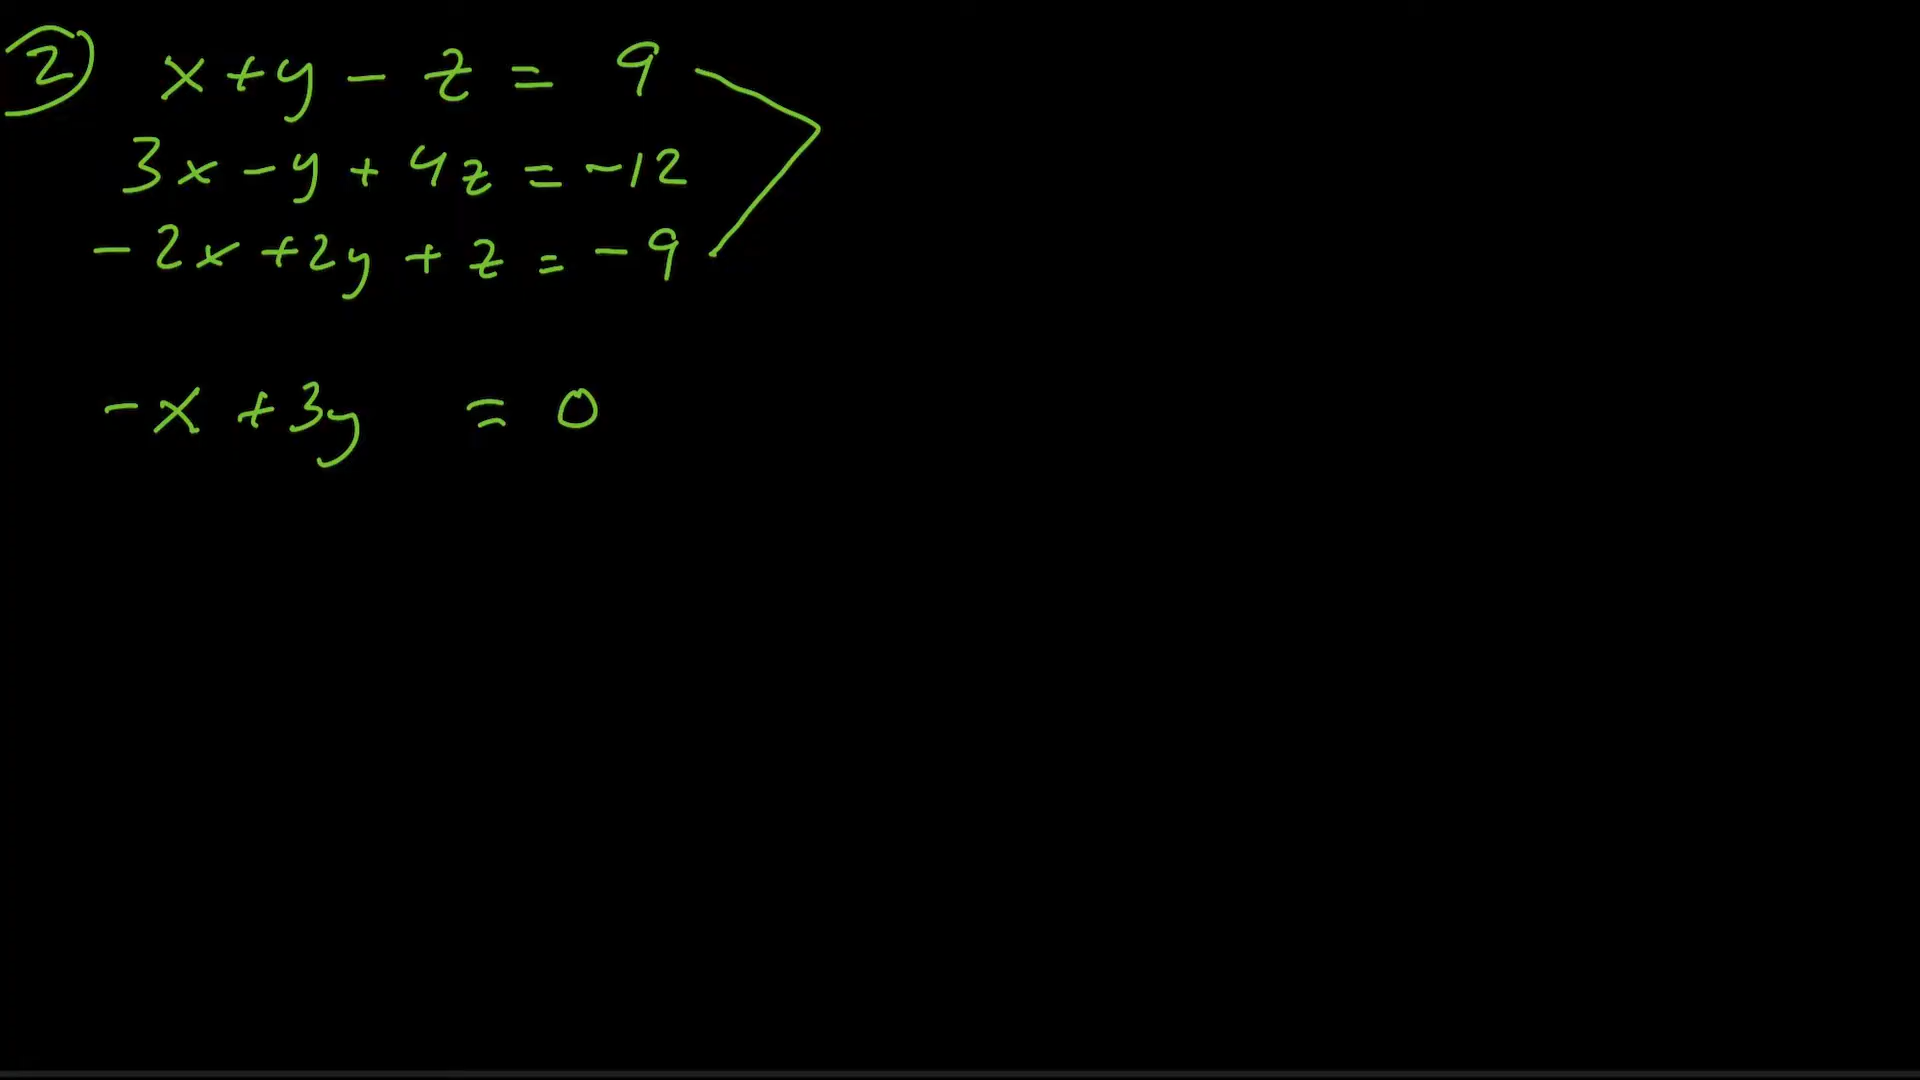 ② x + y - z = 9
3x - y + 4z = -12
-2x + 2y + z = -9
-x + 3y = 0